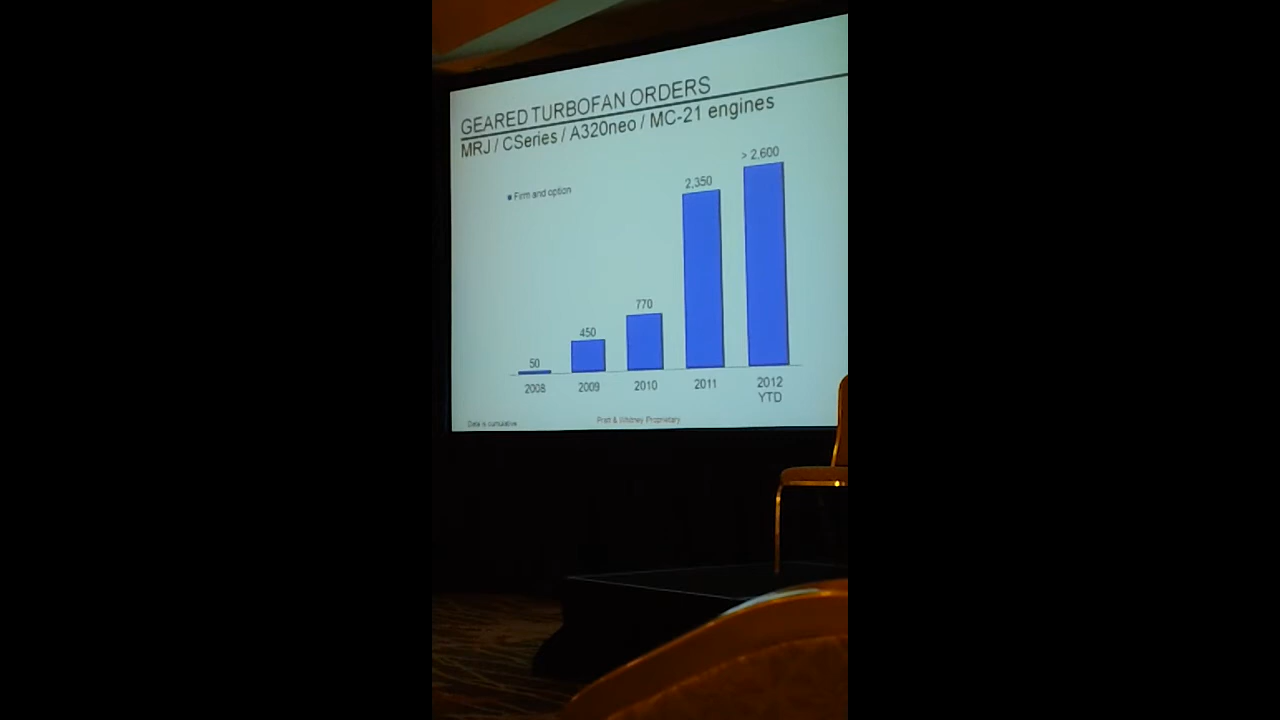 GEARED TURBOFAN ORDERS
MRJ / CSeries / A320neo / MC-21 engines
Firm and option
50
450
770
2,350
> 2,600
2008
2009
2010
2011
2012
YTD
Data is cumulative
Pratt & Whitney Proprietary